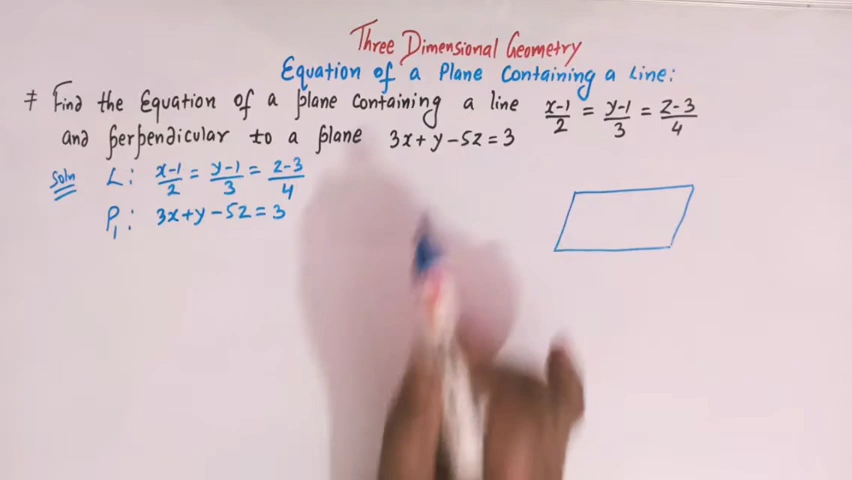 Three Dimensional Geometry
Equation of a Plane Containing a Line:
# Find the Equation of a plane containing a line x-1/2 = y-1/3 = z-3/4
and perpendicular to a plane 3x+y-5z=3
Soln L: x-1/2 = y-1/3 = z-3/4
P1: 3x+y-5z=3